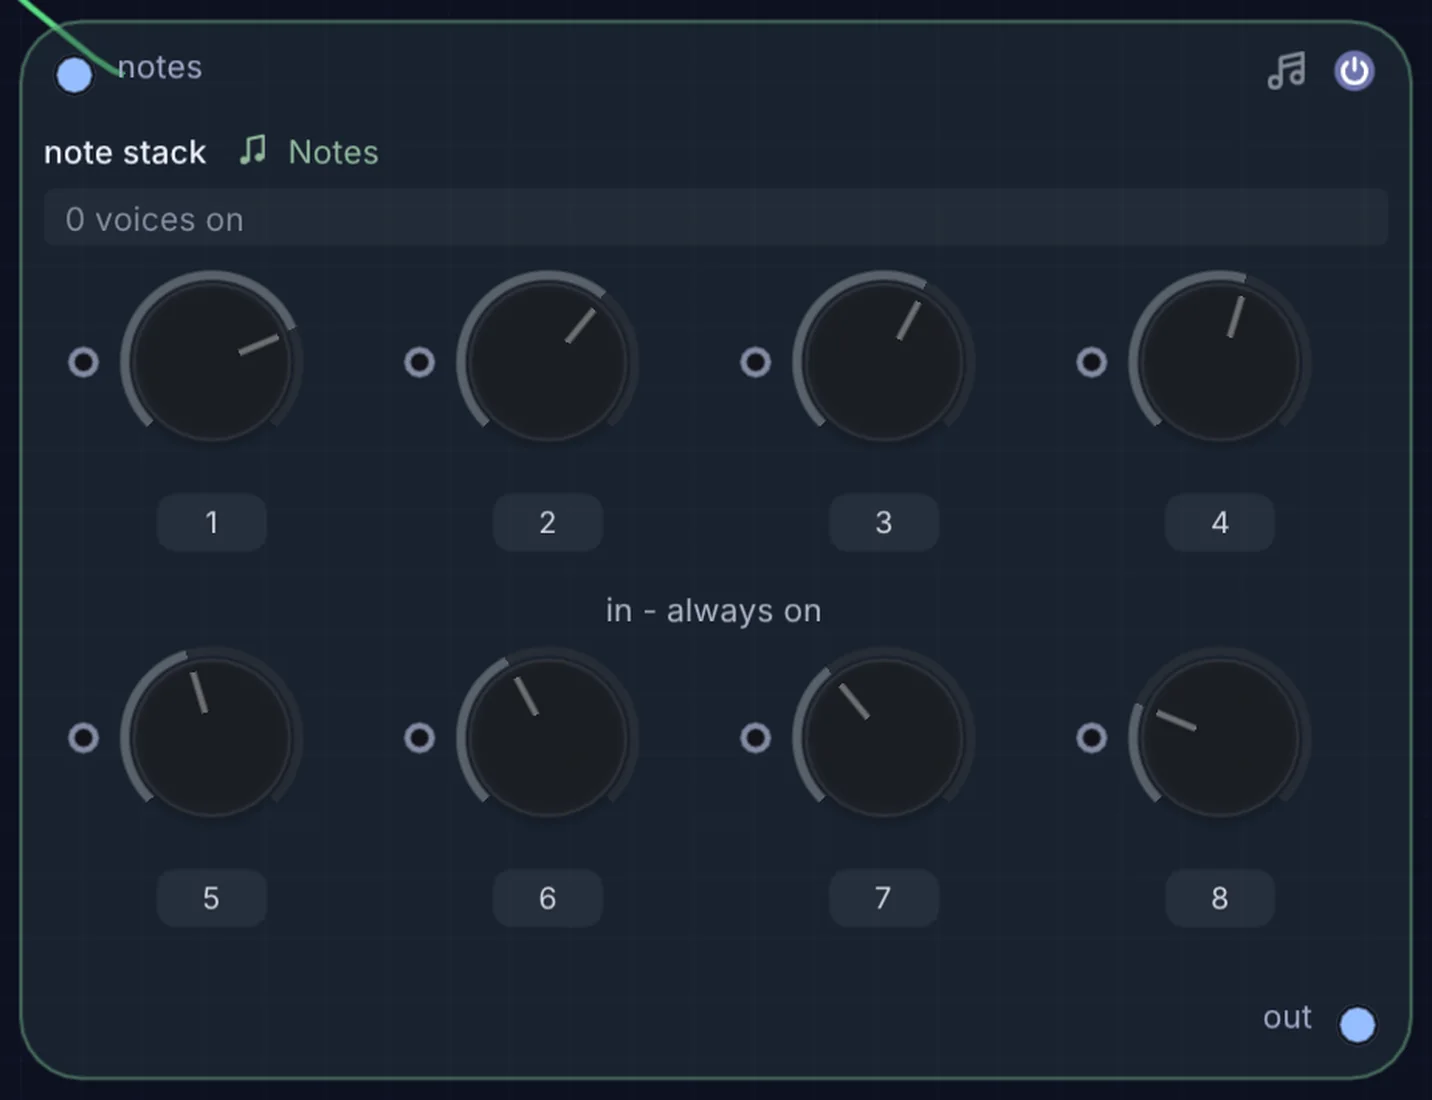 notes
note stack Notes
0 voices on
1 2 3 4
in - always on
5 6 7 8
out